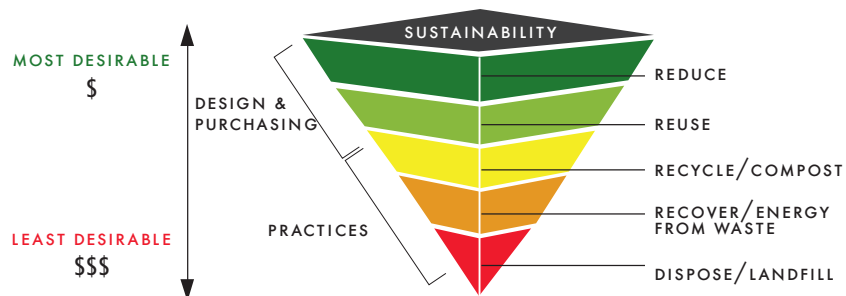 SUSTAINABILITY
MOST DESIRABLE
$
DESIGN &
PURCHASING
REDUCE
REUSE
RECYCLE/COMPOST
PRACTICES
RECOVER/ENERGY
FROM WASTE
LEAST DESIRABLE
$$$
DISPOSE/LANDFILL